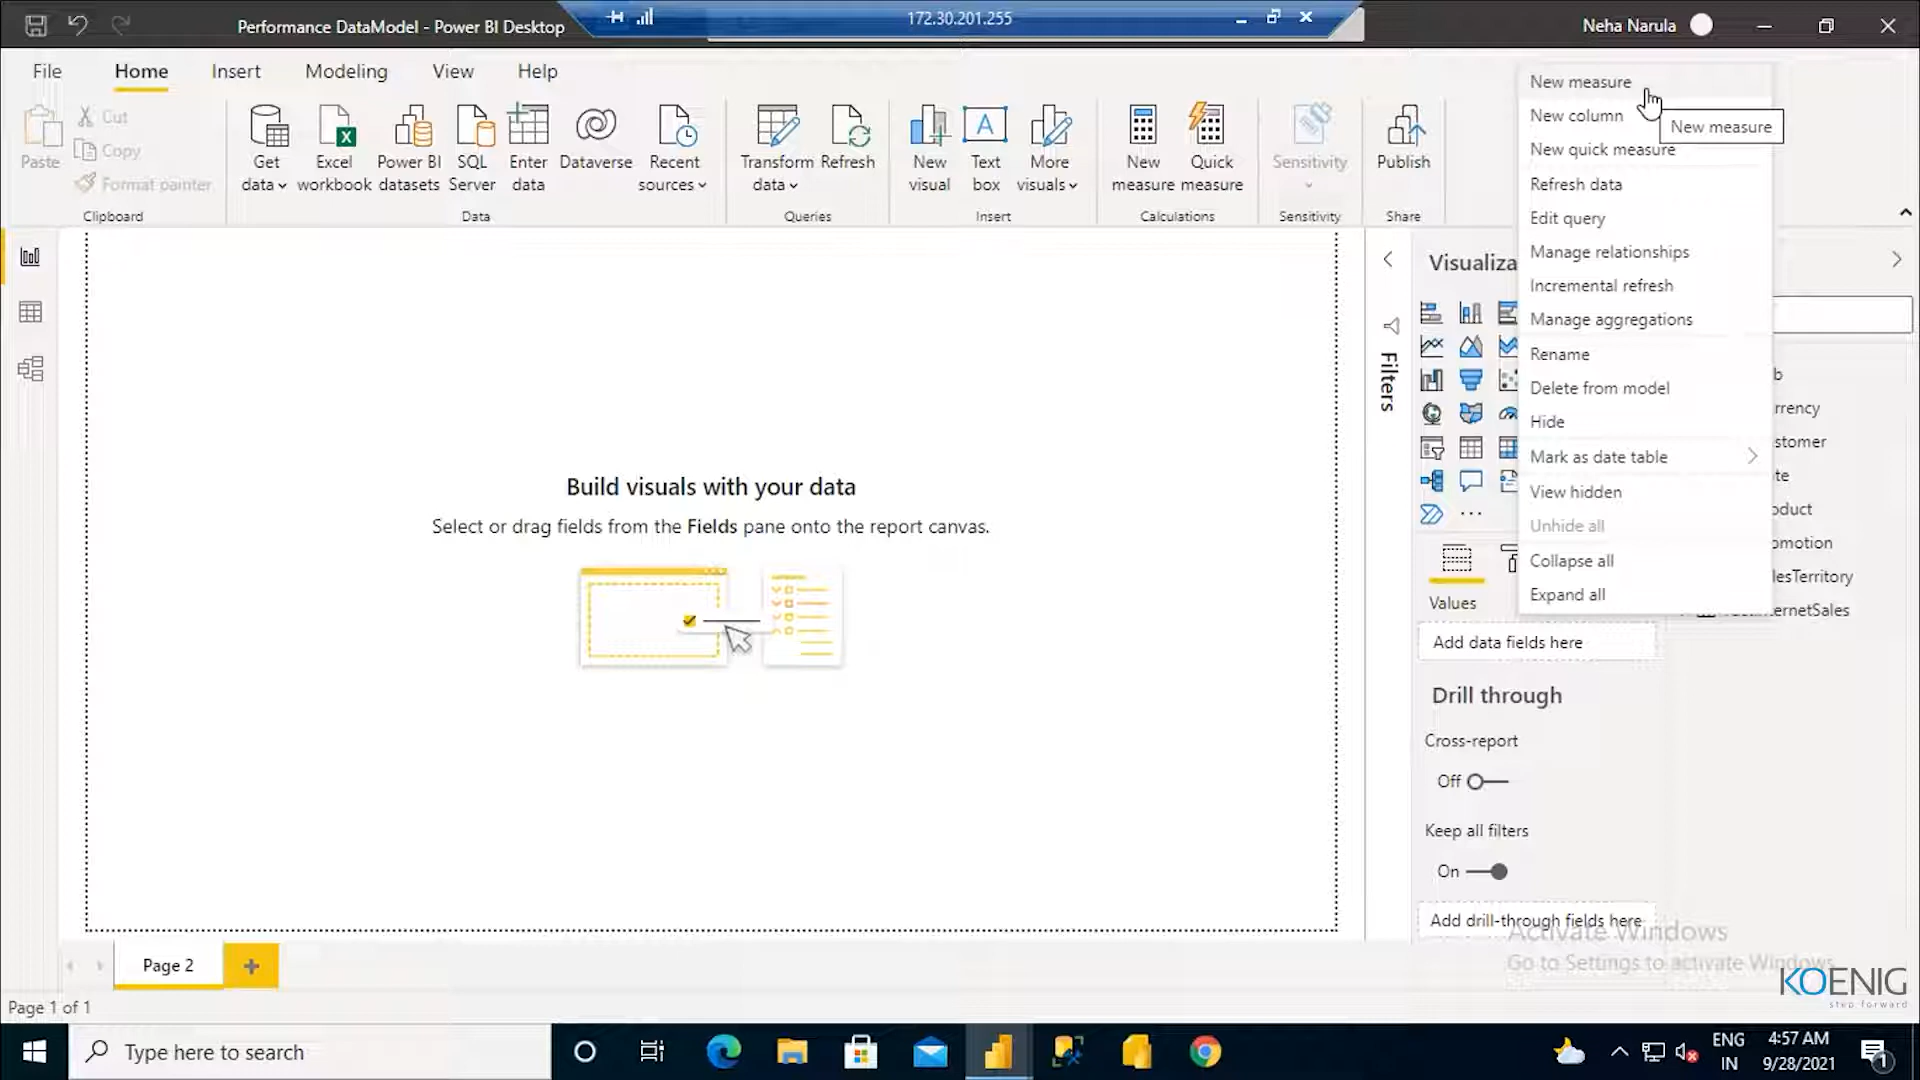 Performance DataModel - Power BI Desktop
172.30.201.255
Neha Narula
File Home Insert Modeling View Help
Paste
Cut
Copy
Format painter
Clipboard
Get data
Excel workbook
Power BI datasets
SQL Server
Enter data
Dataverse
Recent sources
Data
Transform data
Refresh
Queries
New visual
Text box
More visuals
Insert
New measure
Quick measure
Calculations
Sensitivity
Sensitivity
Publish
Share
New measure
New column
New measure
New quick measure
Refresh data
Edit query
Manage relationships
Incremental refresh
Manage aggregations
Rename
Delete from model
Hide
Mark as date table
View hidden
Unhide all
Collapse all
Expand all
Build visuals with your data
Select or drag fields from the Fields pane onto the report canvas.
Filters
Values
Add data fields here
Drill through
Cross-report
Off
Keep all filters
On
Add drill-through fields here
Activate Windows
Go to Settings to activate Windows.
KOENIG
step forward
Page 2
Page 1 of 1
Type here to search
ENG
IN
4:57 AM
9/28/2021
1